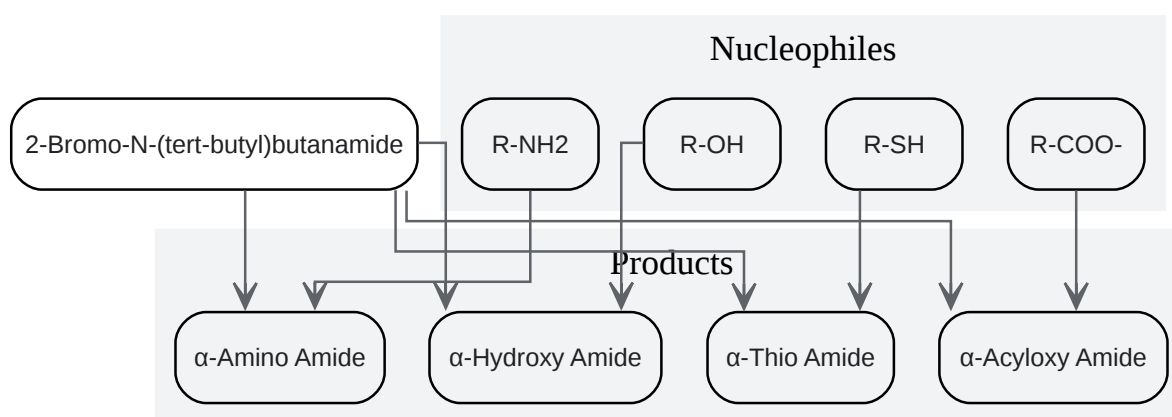 Nucleophiles
2-Bromo-N-(tert-butyl)butanamide
R-NH2
R-OH
R-SH
R-COO-
Products
α-Amino Amide
α-Hydroxy Amide
α-Thio Amide
α-Acyloxy Amide